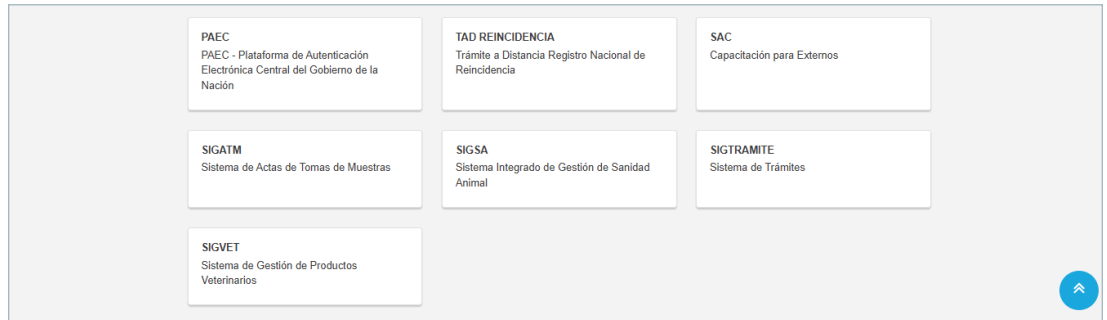 PAEC
PAEC - Plataforma de Autenticación
Electrónica Central del Gobierno de la
Nación
TAD REINCIDENCIA
Trámite a Distancia Registro Nacional de
Reincidencia
SAC
Capacitación para Externos
SIGATM
Sistema de Actas de Tomas de Muestras
SIGSA
Sistema Integrado de Gestión de Sanidad
Animal
SIGTRAMITE
Sistema de Trámites
SIGVET
Sistema de Gestión de Productos
Veterinarios